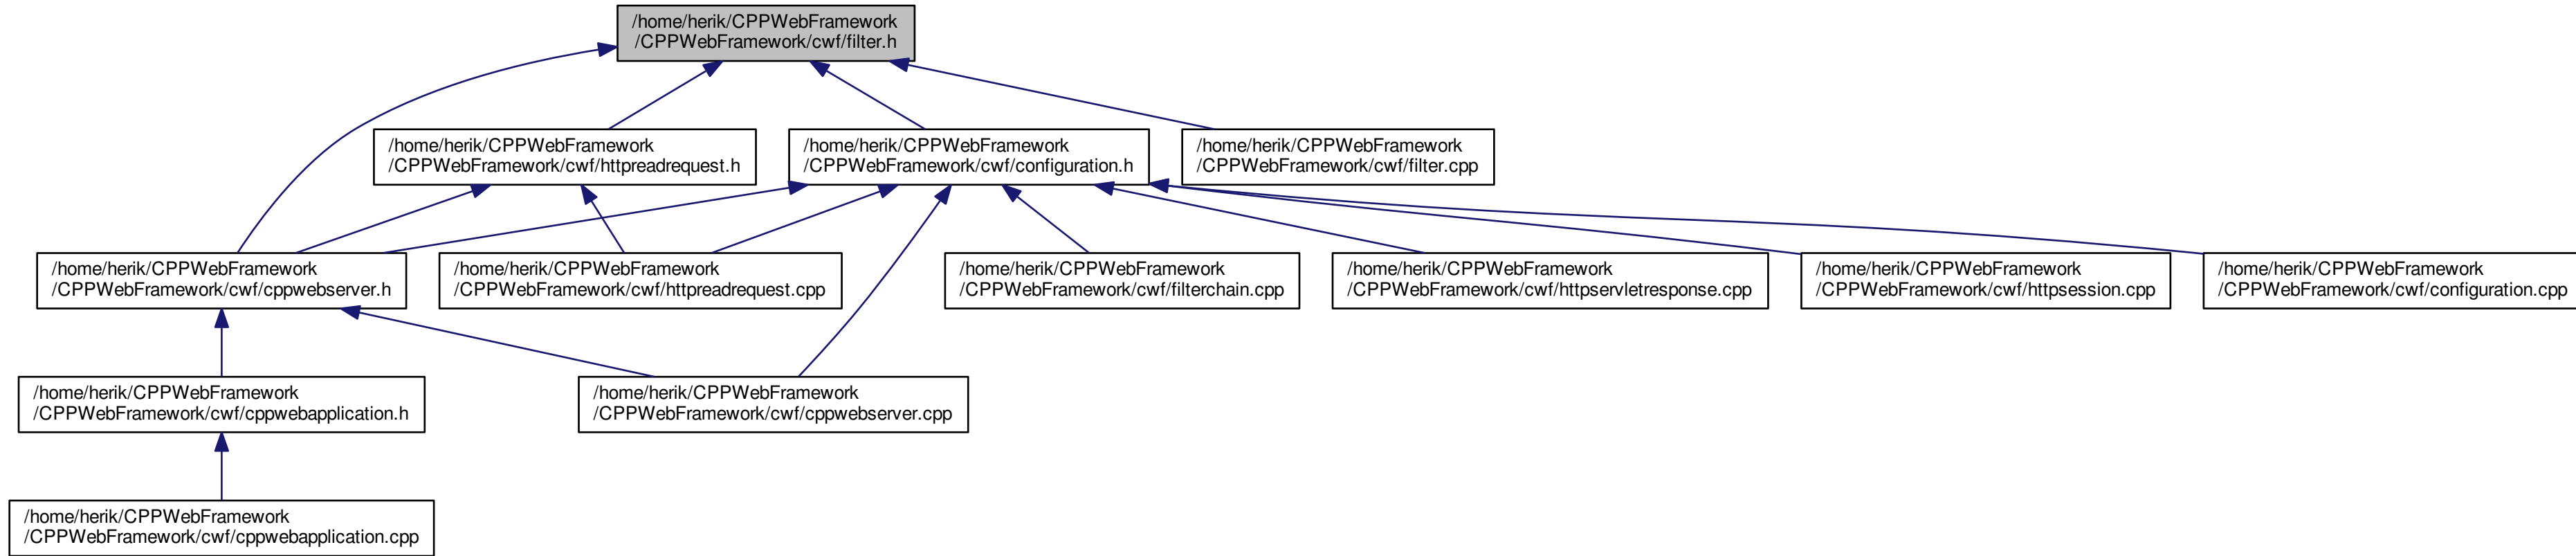 /home/herik/CPPWebFramework
/CPPWebFramework/cwf/filter.h
/home/herik/CPPWebFramework
/CPPWebFramework/cwf/httpreadrequest.h
/home/herik/CPPWebFramework
/CPPWebFramework/cwf/configuration.h
/home/herik/CPPWebFramework
/CPPWebFramework/cwf/filter.cpp
/home/herik/CPPWebFramework
/CPPWebFramework/cwf/cppwebserver.h
/home/herik/CPPWebFramework
/CPPWebFramework/cwf/httpreadrequest.cpp
/home/herik/CPPWebFramework
/CPPWebFramework/cwf/filterchain.cpp
/home/herik/CPPWebFramework
/CPPWebFramework/cwf/httpservletresponse.cpp
/home/herik/CPPWebFramework
/CPPWebFramework/cwf/httpsession.cpp
/home/herik/CPPWebFramework
/CPPWebFramework/cwf/configuration.cpp
/home/herik/CPPWebFramework
/CPPWebFramework/cwf/cppwebapplication.h
/home/herik/CPPWebFramework
/CPPWebFramework/cwf/cppwebserver.cpp
/home/herik/CPPWebFramework
/CPPWebFramework/cwf/cppwebapplication.cpp